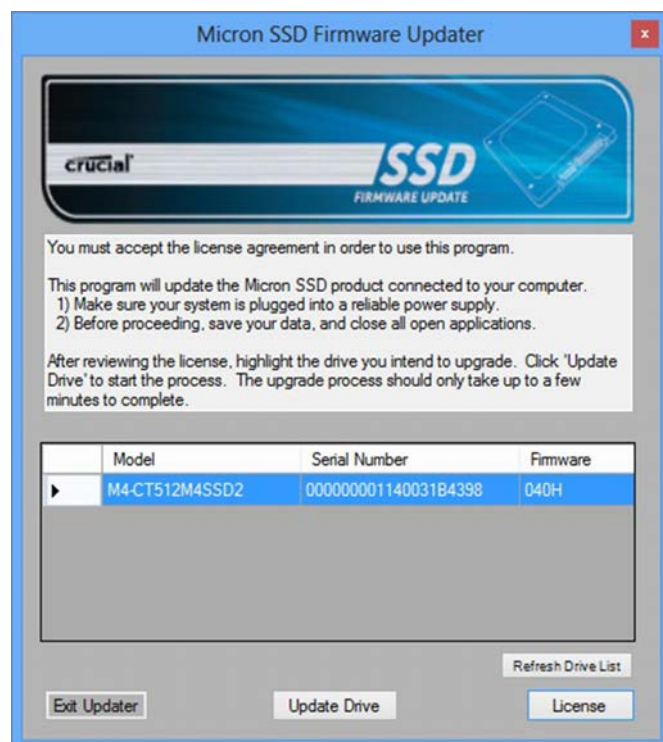 Micron SSD Firmware Updater
x
crucial
SSD
FIRMWARE UPDATE
You must accept the license agreement in order to use this program.
This program will update the Micron SSD product connected to your computer.
1) Make sure your system is plugged into a reliable power supply.
2) Before proceeding, save your data, and close all open applications.
After reviewing the license, highlight the drive you intend to upgrade. Click 'Update
Drive' to start the process. The upgrade process should only take up to a few
minutes to complete.
Model Serial Number Firmware
M4-CT512M4SSD2 000000001140031B4398 040H
Refresh Drive List
Exit Updater Update Drive License